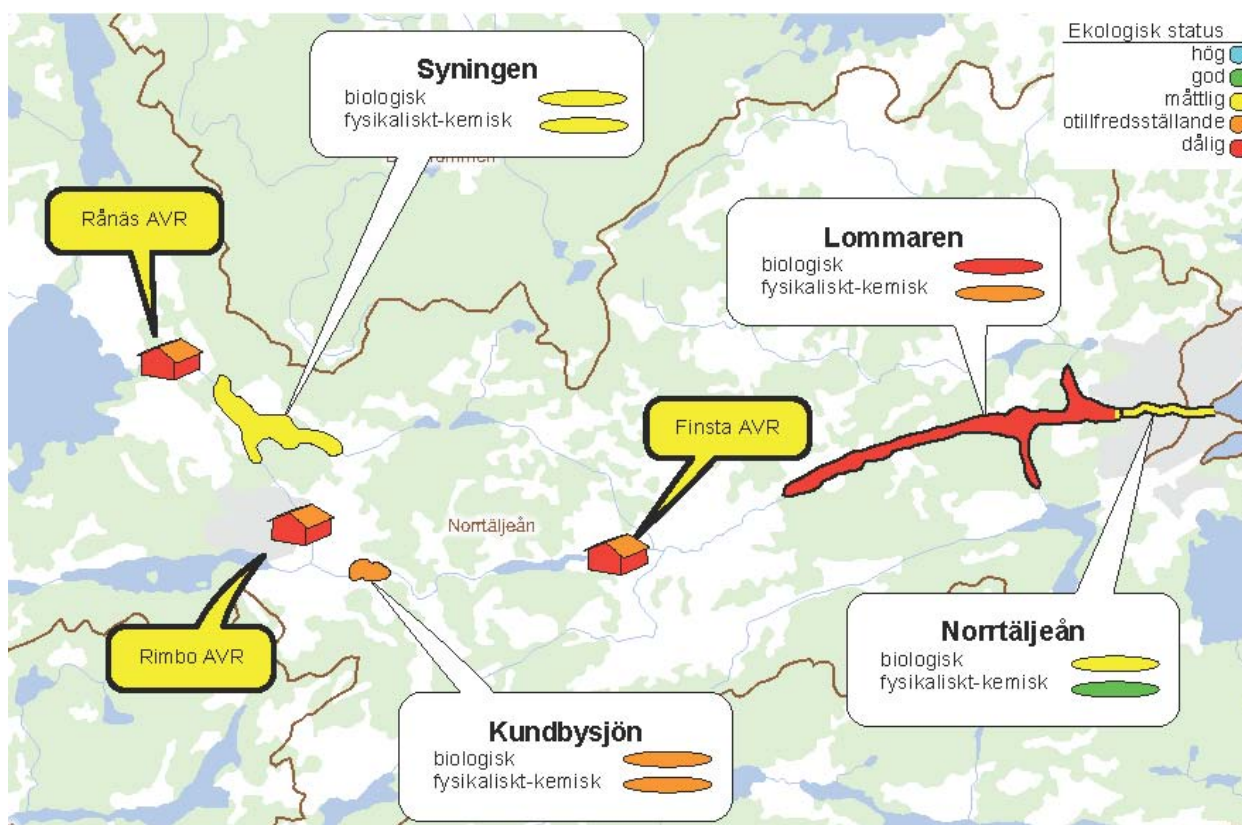 Ekologisk status
hög
god
måttlig
otillfredsställande
dålig
Syningen
biologisk
fysikaliskt-kemisk
Rånäs AVR
Lommaren
biologisk
fysikaliskt-kemisk
Finsta AVR
Norrtäljeån
Rimbo AVR
Norrtäljeån
biologisk
fysikaliskt-kemisk
Kundbysjön
biologisk
fysikaliskt-kemisk